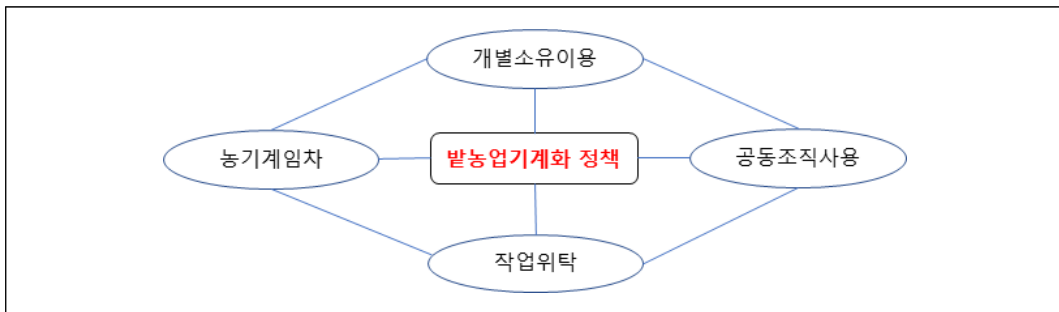 개별소유이용
농기계임차
밭농업기계화 정책
공동조직사용
작업위탁